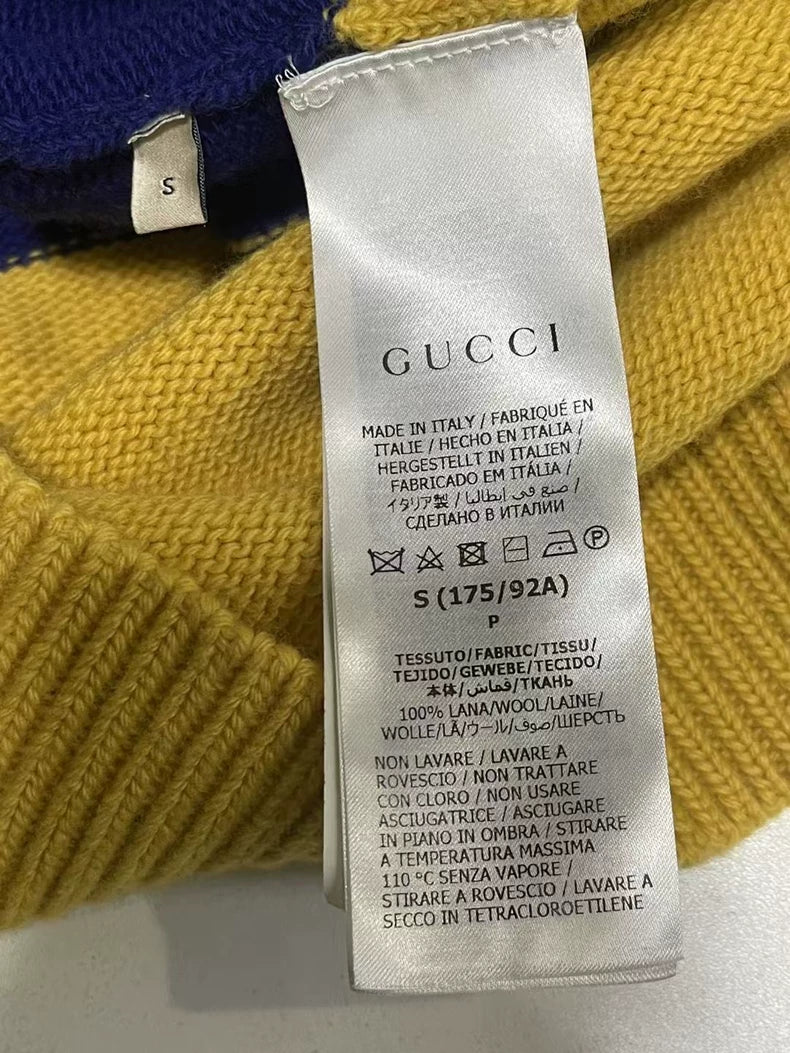 S
GUCCI
MADE IN ITALY / FABRIQUÉ EN
ITALIE / HECHO EN ITALIA /
HERGESTELLT IN ITALIEN /
FABRICADO EM ITÁLIA /
イタリア製 / صنع في إيطاليا /
СДЕЛАНО В ИТАЛИИ
P
S (175/92A)
P
TESSUTO/FABRIC/TISSU/
TEJIDO/GEWEBE/TECIDO/
本体/قماش/ТКАНЬ
100% LANA/WOOL/LAINE/
WOLLE/LÃ/ウール/صوف/ШЕРСТЬ
NON LAVARE / LAVARE A
ROVESCIO / NON TRATTARE
CON CLORO / NON USARE
ASCIUGATRICE / ASCIUGARE
IN PIANO IN OMBRA / STIRARE
A TEMPERATURA MASSIMA
110 °C SENZA VAPORE /
STIRARE A ROVESCIO / LAVARE A
SECCO IN TETRACLOROETILENE